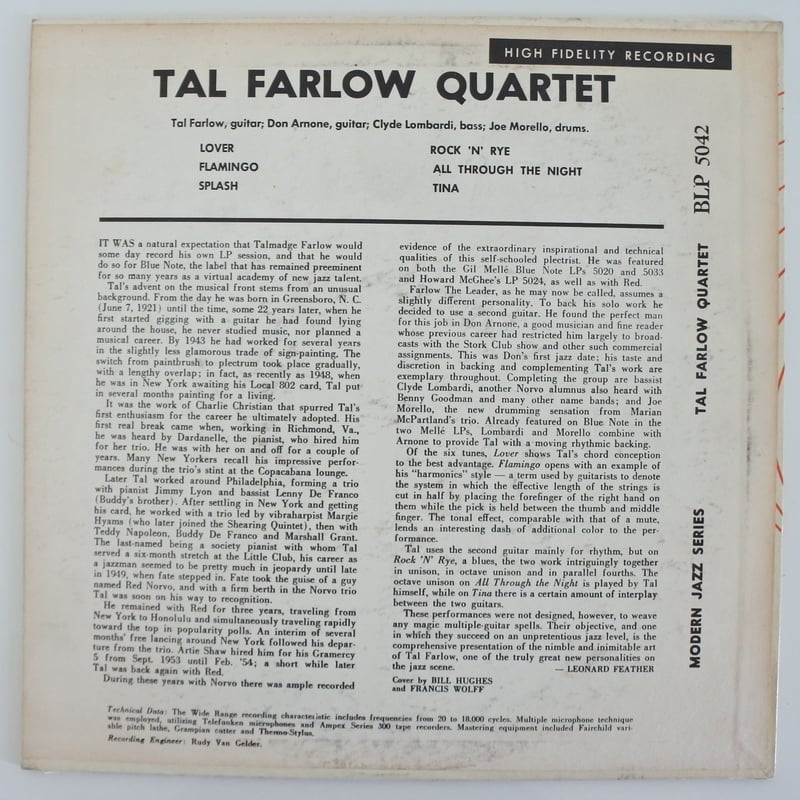 HIGH FIDELITY RECORDING
TAL FARLOW QUARTET
Tal Farlow, guitar; Don Arnone, guitar; Clyde Lombardi, bass; Joe Morello, drums.
LOVER
FLAMINGO
SPLASH
ROCK 'N' RYE
ALL THROUGH THE NIGHT
TINA
IT WAS a natural expectation that Talmadge Farlow would
some day record his own LP session, and that he would
do so for Blue Note, the label that has remained preeminent
for so many years as a virtual academy of new jazz talent.
Tal's advent on the musical front stems from an unusual
background. From the day he was born in Greensboro, N. C.
(June 7, 1921) until the time, some 22 years later, when he
first started gigging with a guitar he had found lying
around the house, he never studied music, nor planned a
musical career. By 1943 he had worked for several years
in the slightly less glamorous trade of sign-painting. The
switch from paintbrush to plectrum took place gradually,
with a lengthy overlap; in fact, as recently as 1948, when
he was in New York awaiting his Local 802 card, Tal put
in several months painting for a living.
It was the work of Charlie Christian that spurred Tal's
first enthusiasm for the career he ultimately adopted. His
first real break came when, working in Richmond, Va.,
he was heard by Dardanelle, the pianist, who hired him
for her trio. He was with her on and off for a couple of
years. Many New Yorkers recall his impressive perfor-
mances during the trio's stint at the Copacabana lounge.
Later Tal worked around Philadelphia, forming a trio
with pianist Jimmy Lyon and bassist Lenny De Franco
(Buddy's brother). After settling in New York and getting
his card, he worked with a trio led by vibraharpist Margie
Hyams (who later joined the Shearing Quintet), then with
Teddy Napoleon, Buddy De Franco and Marshall Grant.
The last-named being a society pianist with whom Tal
served a six-month stretch at the Little Club, his career as
a jazzman seemed to be pretty much in jeopardy until late
in 1949, when fate stepped in. Fate took the guise of a guy
named Red Norvo, and with a firm berth in the Norvo trio
Tal was soon on his way to recognition.
He remained with Red for three years, traveling from
New York to Honolulu and simultaneously traveling rapidly
toward the top in popularity polls. An interim of several
months' free lancing around New York followed his depar-
ture from the trio. Artie Shaw hired him for his Gramercy
5 from Sept. 1953 until Feb. '54; a short while later
Tal was back again with Red.
During these years with Norvo there was ample recorded
evidence of the extraordinary inspirational and technical
qualities of this self-schooled plectrist. He was featured
on both the Gil Mellé Blue Note LPs 5020 and 5033
and Howard McGhee's LP 5024, as well as with Red.
Farlow The Leader, as he may now be called, assumes a
slightly different personality. To back his solo work he
decided to use a second guitar. He found the perfect man
for this job in Don Arnone, a good musician and fine reader
whose previous career had restricted him largely to broad-
casts with the Stork Club show and other such commercial
assignments. This was Don's first jazz date; his taste and
discretion in backing and complementing Tal's work are
exemplary throughout. Completing the group are bassist
Clyde Lombardi, another Norvo alumnus also heard with
Benny Goodman and many other name bands; and Joe
Morello, the new drumming sensation from Marian
McPartland's trio. Already featured on Blue Note in the
two Mellé LPs, Lombardi and Morello combine with
Arnone to provide Tal with a moving rhythmic backing.
Of the six tunes, Lover shows Tal's chord conception
to the best advantage. Flamingo opens with an example of
his "harmonics" style — a term used by guitarists to denote
the system in which the effective length of the strings is
cut in half by placing the forefinger of the right hand on
them while the pick is held between the thumb and middle
finger. The tonal effect, comparable with that of a mute,
lends an interesting dash of additional color to the per-
formance.
Tal uses the second guitar mainly for rhythm, but on
Rock 'N' Rye, a blues, the two work intriguingly together
in unison, in octave unison and in parallel fourths. The
octave unison on All Through the Night is played by Tal
himself, while on Tina there is a certain amount of interplay
between the two guitars.
These performances were not designed, however, to weave
any magic multiple-guitar spells. Their objective, and one
in which they succeed on an unpretentious jazz level, is the
comprehensive presentation of the nimble and inimitable art
of Tal Farlow, one of the truly great new personalities on
the jazz scene.
— LEONARD FEATHER
Cover by BILL HUGHES
and FRANCIS WOLFF
Technical Data: The Wide Range recording characteristic includes frequencies from 20 to 18,000 cycles. Multiple microphone technique
was employed, utilizing Telefunken microphones and Ampex Series 300 tape recorders. Mastering equipment included Fairchild vari-
able pitch lathe, Grampian cutter and Thermo-Stylus.
Recording Engineer: Rudy Van Gelder.
MODERN JAZZ SERIES
TAL FARLOW QUARTET
BLP 5042